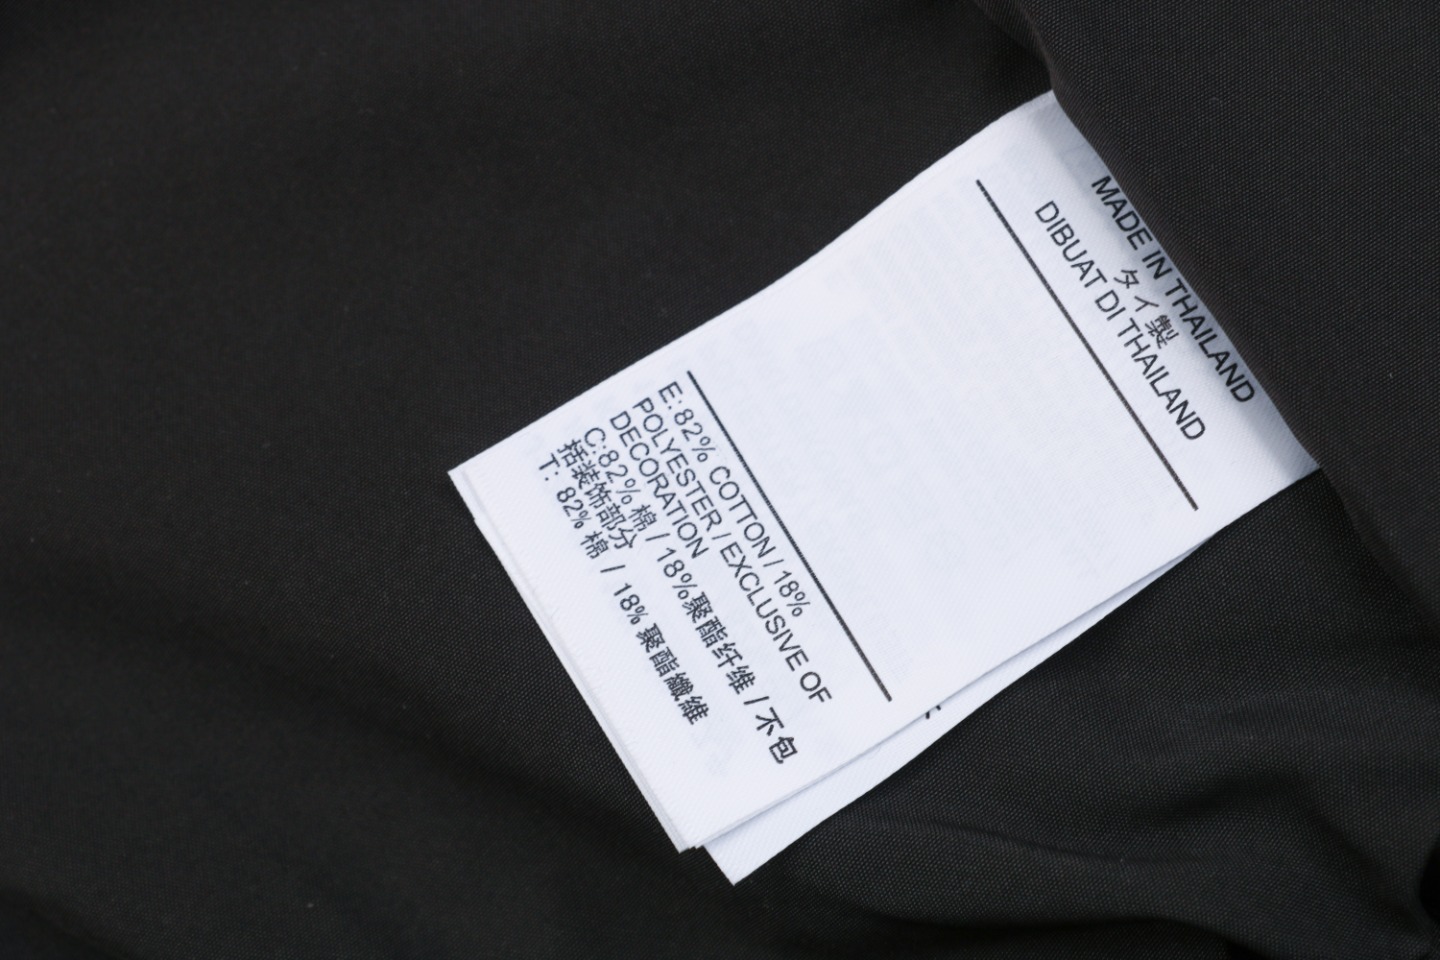 MADE IN THAILAND
タイ製
DIBUAT DI THAILAND
E:82% COTTON / 18%
POLYESTER / EXCLUSIVE OF
DECORATION
C:82% 棉 / 18%聚酯纤维 / 不包
括装饰部分
T: 82% 棉 / 18% 聚酯纖維